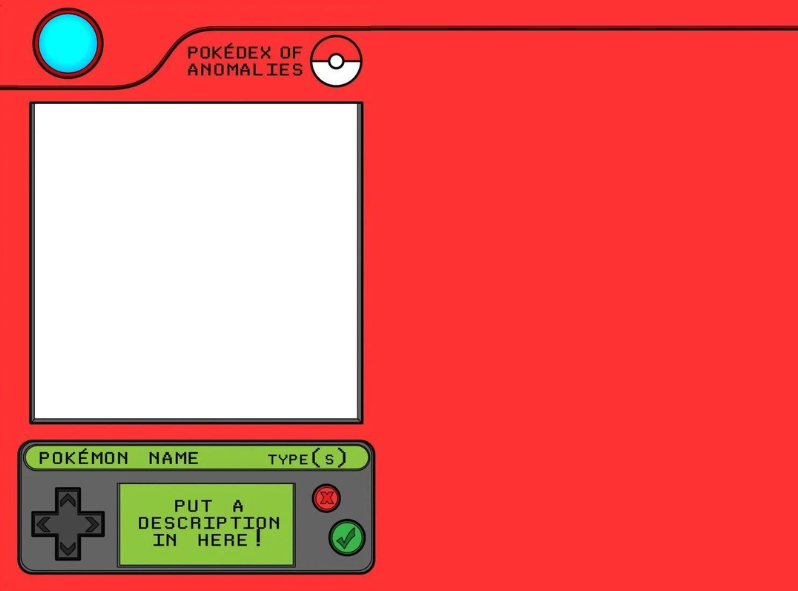 POKÉDEX OF
ANOMALIES
POKÉMON NAME TYPE(S)
PUT A
DESCRIPTION
IN HERE!